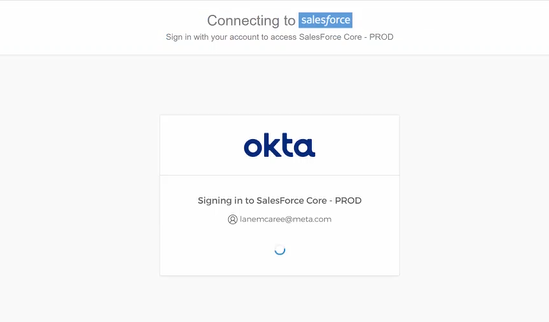 Connecting to salesforce
Sign in with your account to access SalesForce Core - PROD
okta
Signing in to SalesForce Core - PROD
lanemcaree@meta.com